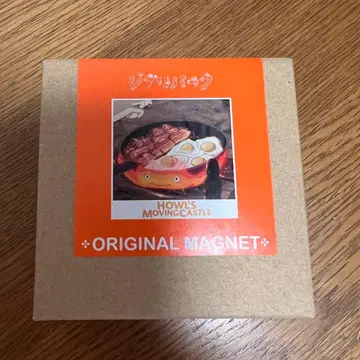 ジブリパーク
HOWL'S
MOVING CASTLE
ORIGINAL MAGNET